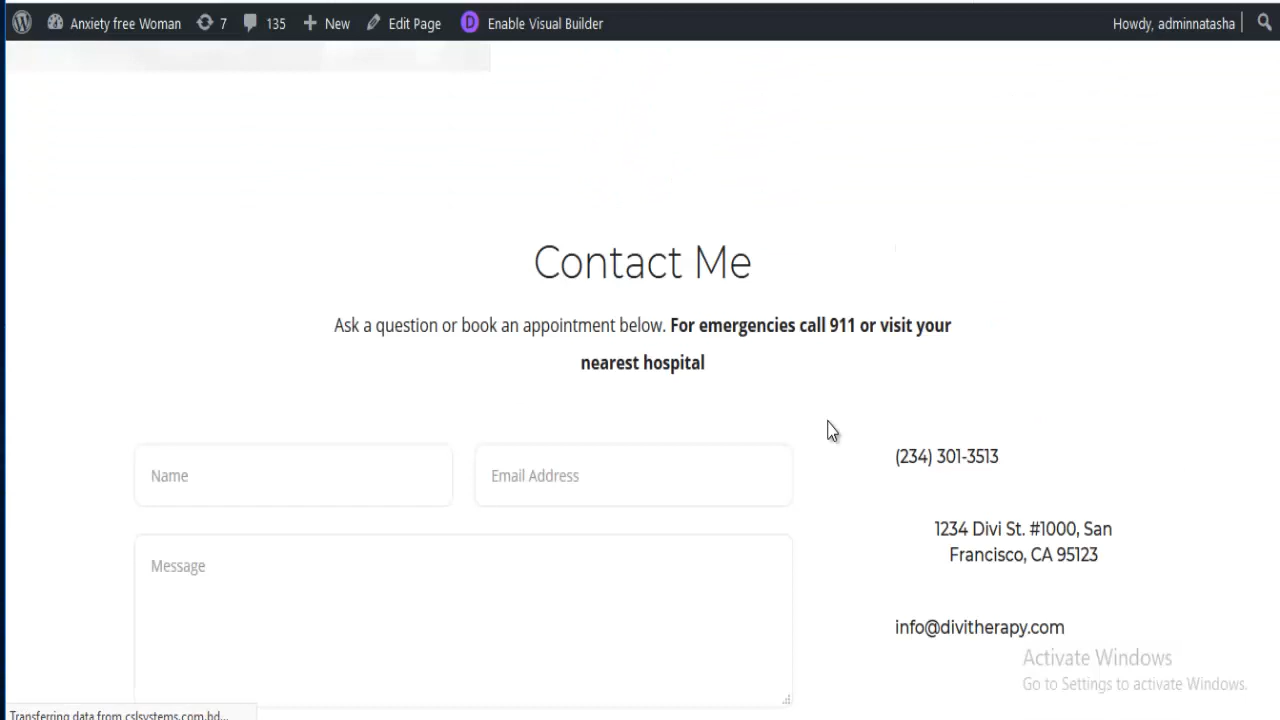 Anxiety free Woman 7 135 New Edit Page D Enable Visual Builder Howdy, adminnatasha
Contact Me
Ask a question or book an appointment below. For emergencies call 911 or visit your
nearest hospital
Name Email Address (234) 301-3513
1234 Divi St. #1000, San
Francisco, CA 95123
Message
info@divitherapy.com
Activate Windows
Go to Settings to activate Windows.
Transferring data from cslsystems.com.bd...